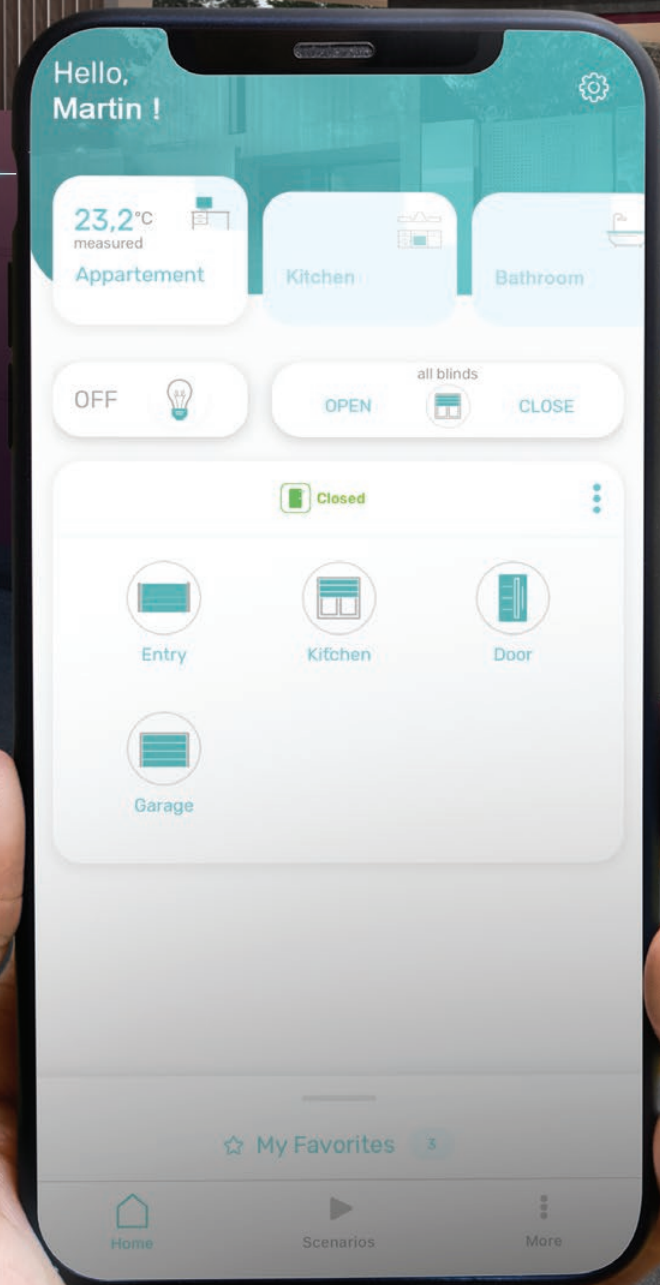 Hello,
Martin !
23,2°C
measured
Appartement
Kitchen
Bathroom
OFF
all blinds
OPEN
CLOSE
Closed
Entry
Kitchen
Door
Garage
My Favorites 3
Home
Scenarios
More